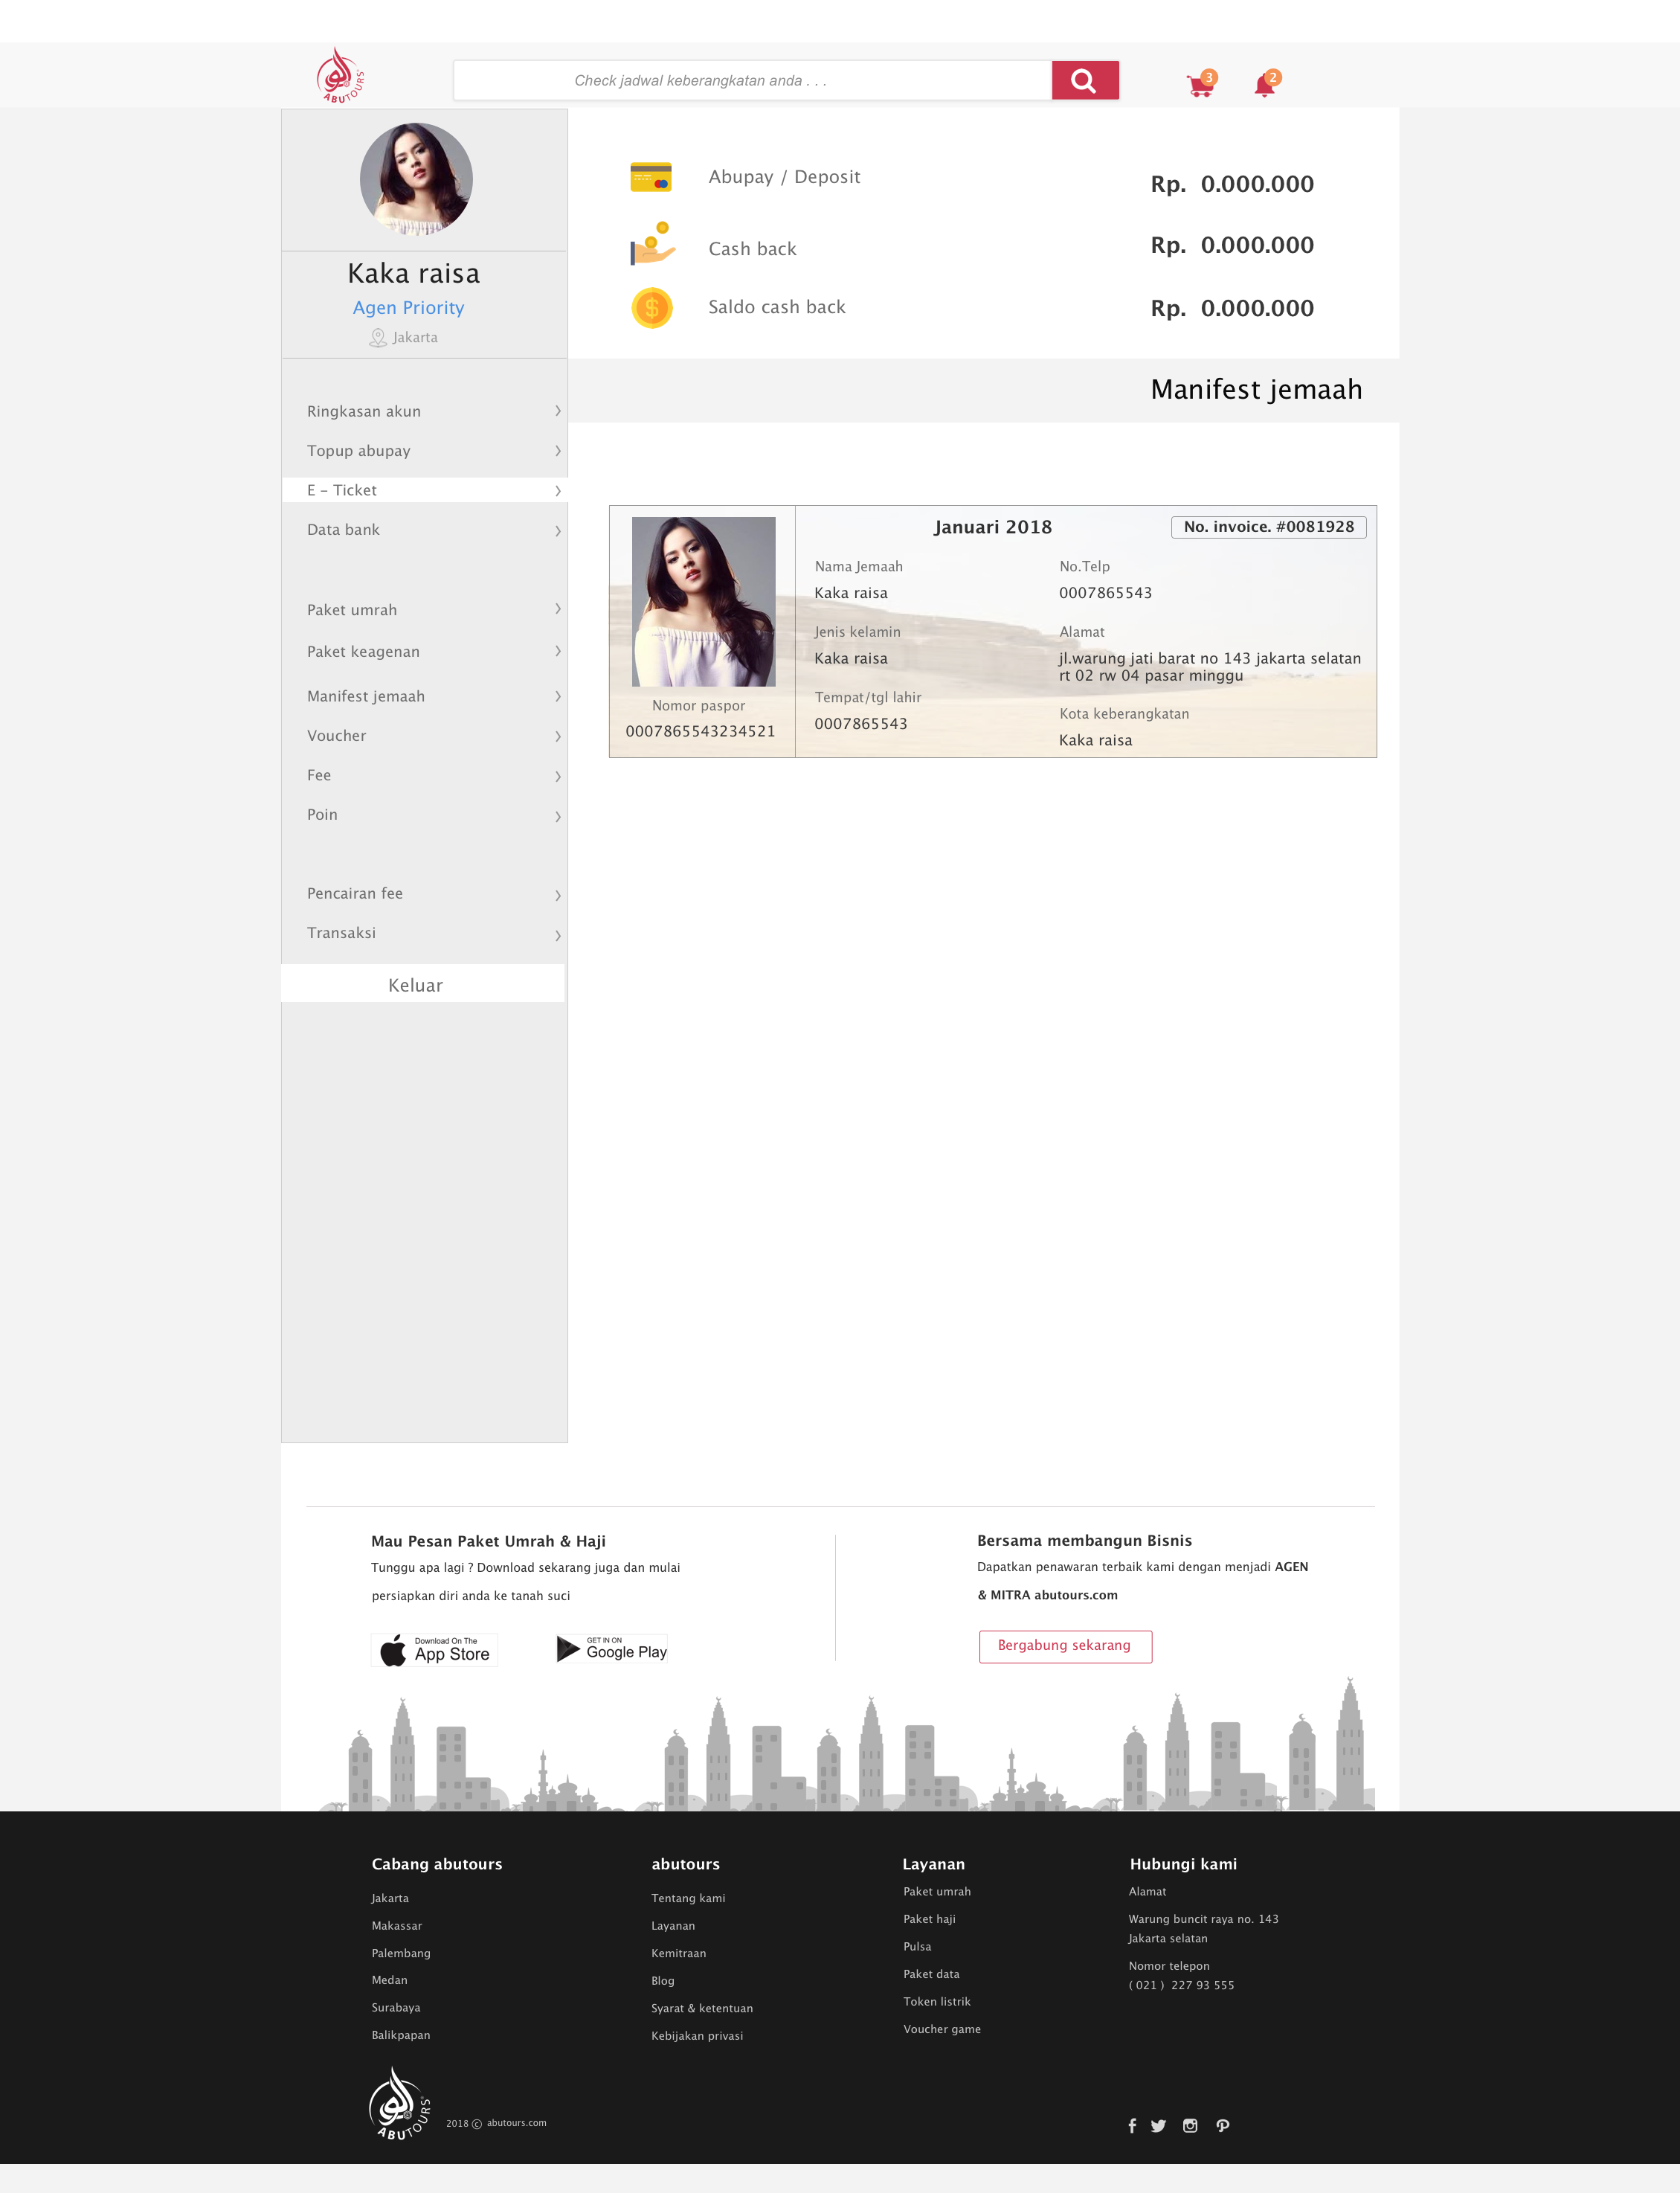 ABUTOURS
Check jadwal keberangkatan anda . . .
3
2
Kaka raisa
Agen Priority
Jakarta
Abupay / Deposit
Rp. 0.000.000
Cash back
Rp. 0.000.000
Saldo cash back
Rp. 0.000.000
Manifest jemaah
Ringkasan akun
Topup abupay
E - Ticket
Data bank
Paket umrah
Paket keagenan
Manifest jemaah
Voucher
Fee
Poin
Pencairan fee
Transaksi
Keluar
Januari 2018
No. invoice. #0081928
Nomor paspor
0007865543234521
Nama Jemaah
Kaka raisa
Jenis kelamin
Kaka raisa
Tempat/tgl lahir
0007865543
No.Telp
0007865543
Alamat
jl.warung jati barat no 143 jakarta selatan
rt 02 rw 04 pasar minggu
Kota keberangkatan
Kaka raisa
Mau Pesan Paket Umrah & Haji
Tunggu apa lagi ? Download sekarang juga dan mulai
persiapkan diri anda ke tanah suci
Download On The
App Store
GET IN ON
Google Play
Bersama membangun Bisnis
Dapatkan penawaran terbaik kami dengan menjadi AGEN
& MITRA abutours.com
Bergabung sekarang
Cabang abutours
Jakarta
Makassar
Palembang
Medan
Surabaya
Balikpapan
abutours
Tentang kami
Layanan
Kemitraan
Blog
Syarat & ketentuan
Kebijakan privasi
Layanan
Paket umrah
Paket haji
Pulsa
Paket data
Token listrik
Voucher game
Hubungi kami
Alamat
Warung buncit raya no. 143
Jakarta selatan
Nomor telepon
( 021 ) 227 93 555
ABUTOURS
2018 © abutours.com